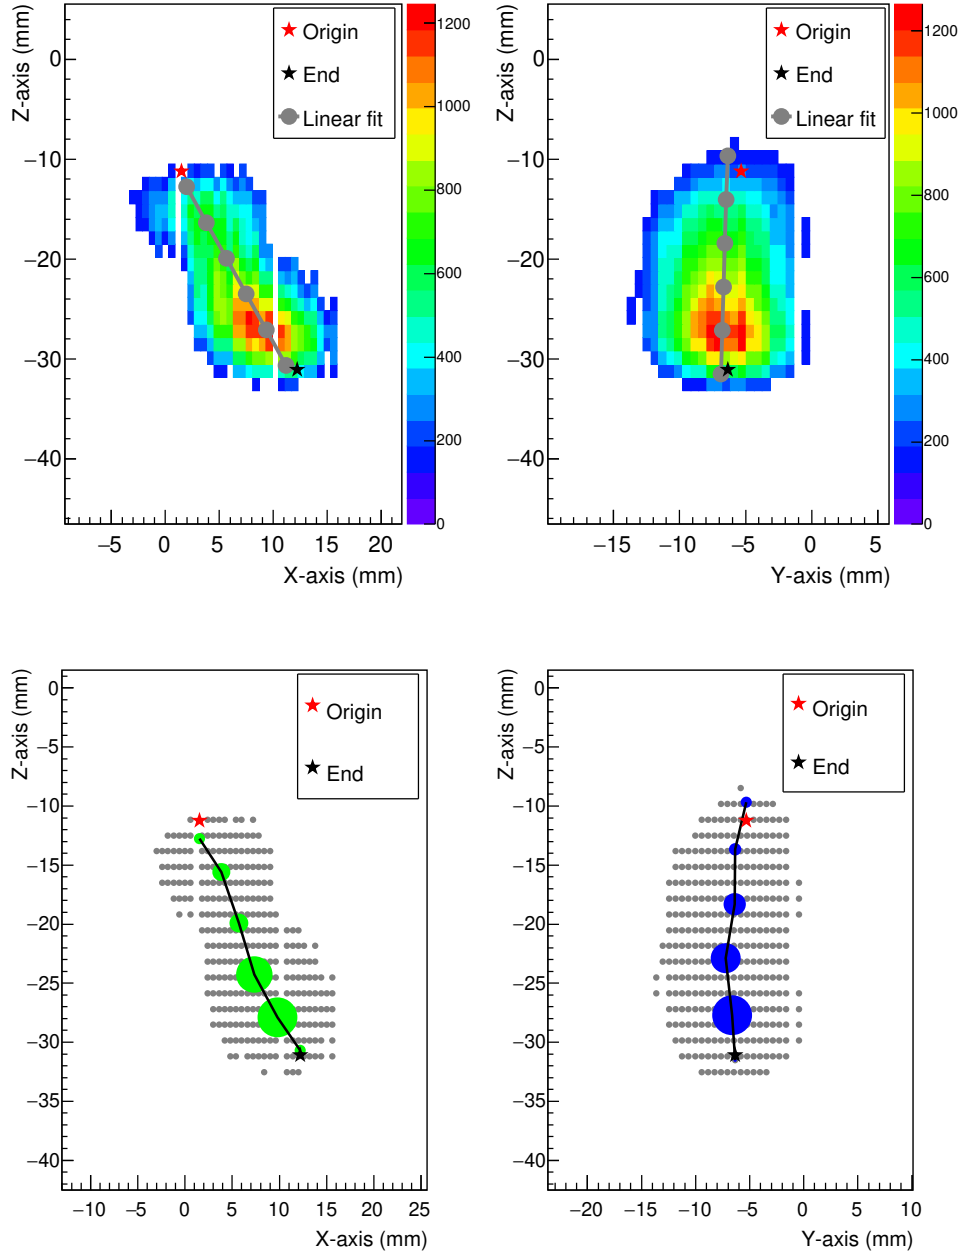 Z-axis (mm)
0
−10
−20
−30
−40
Origin
End
Linear fit
1200
1000
800
600
400
200
0
−5 0 5 10 15 20
X-axis (mm)
Z-axis (mm)
0
−10
−20
−30
−40
Origin
End
Linear fit
1200
1000
800
600
400
200
0
−15 −10 −5 0 5
Y-axis (mm)
Z-axis (mm)
0
−5
−10
−15
−20
−25
−30
−35
−40
Origin
End
−10 −5 0 5 10 15 20 25
X-axis (mm)
Z-axis (mm)
0
−5
−10
−15
−20
−25
−30
−35
−40
Origin
End
−20 −15 −10 −5 0 5 10
Y-axis (mm)